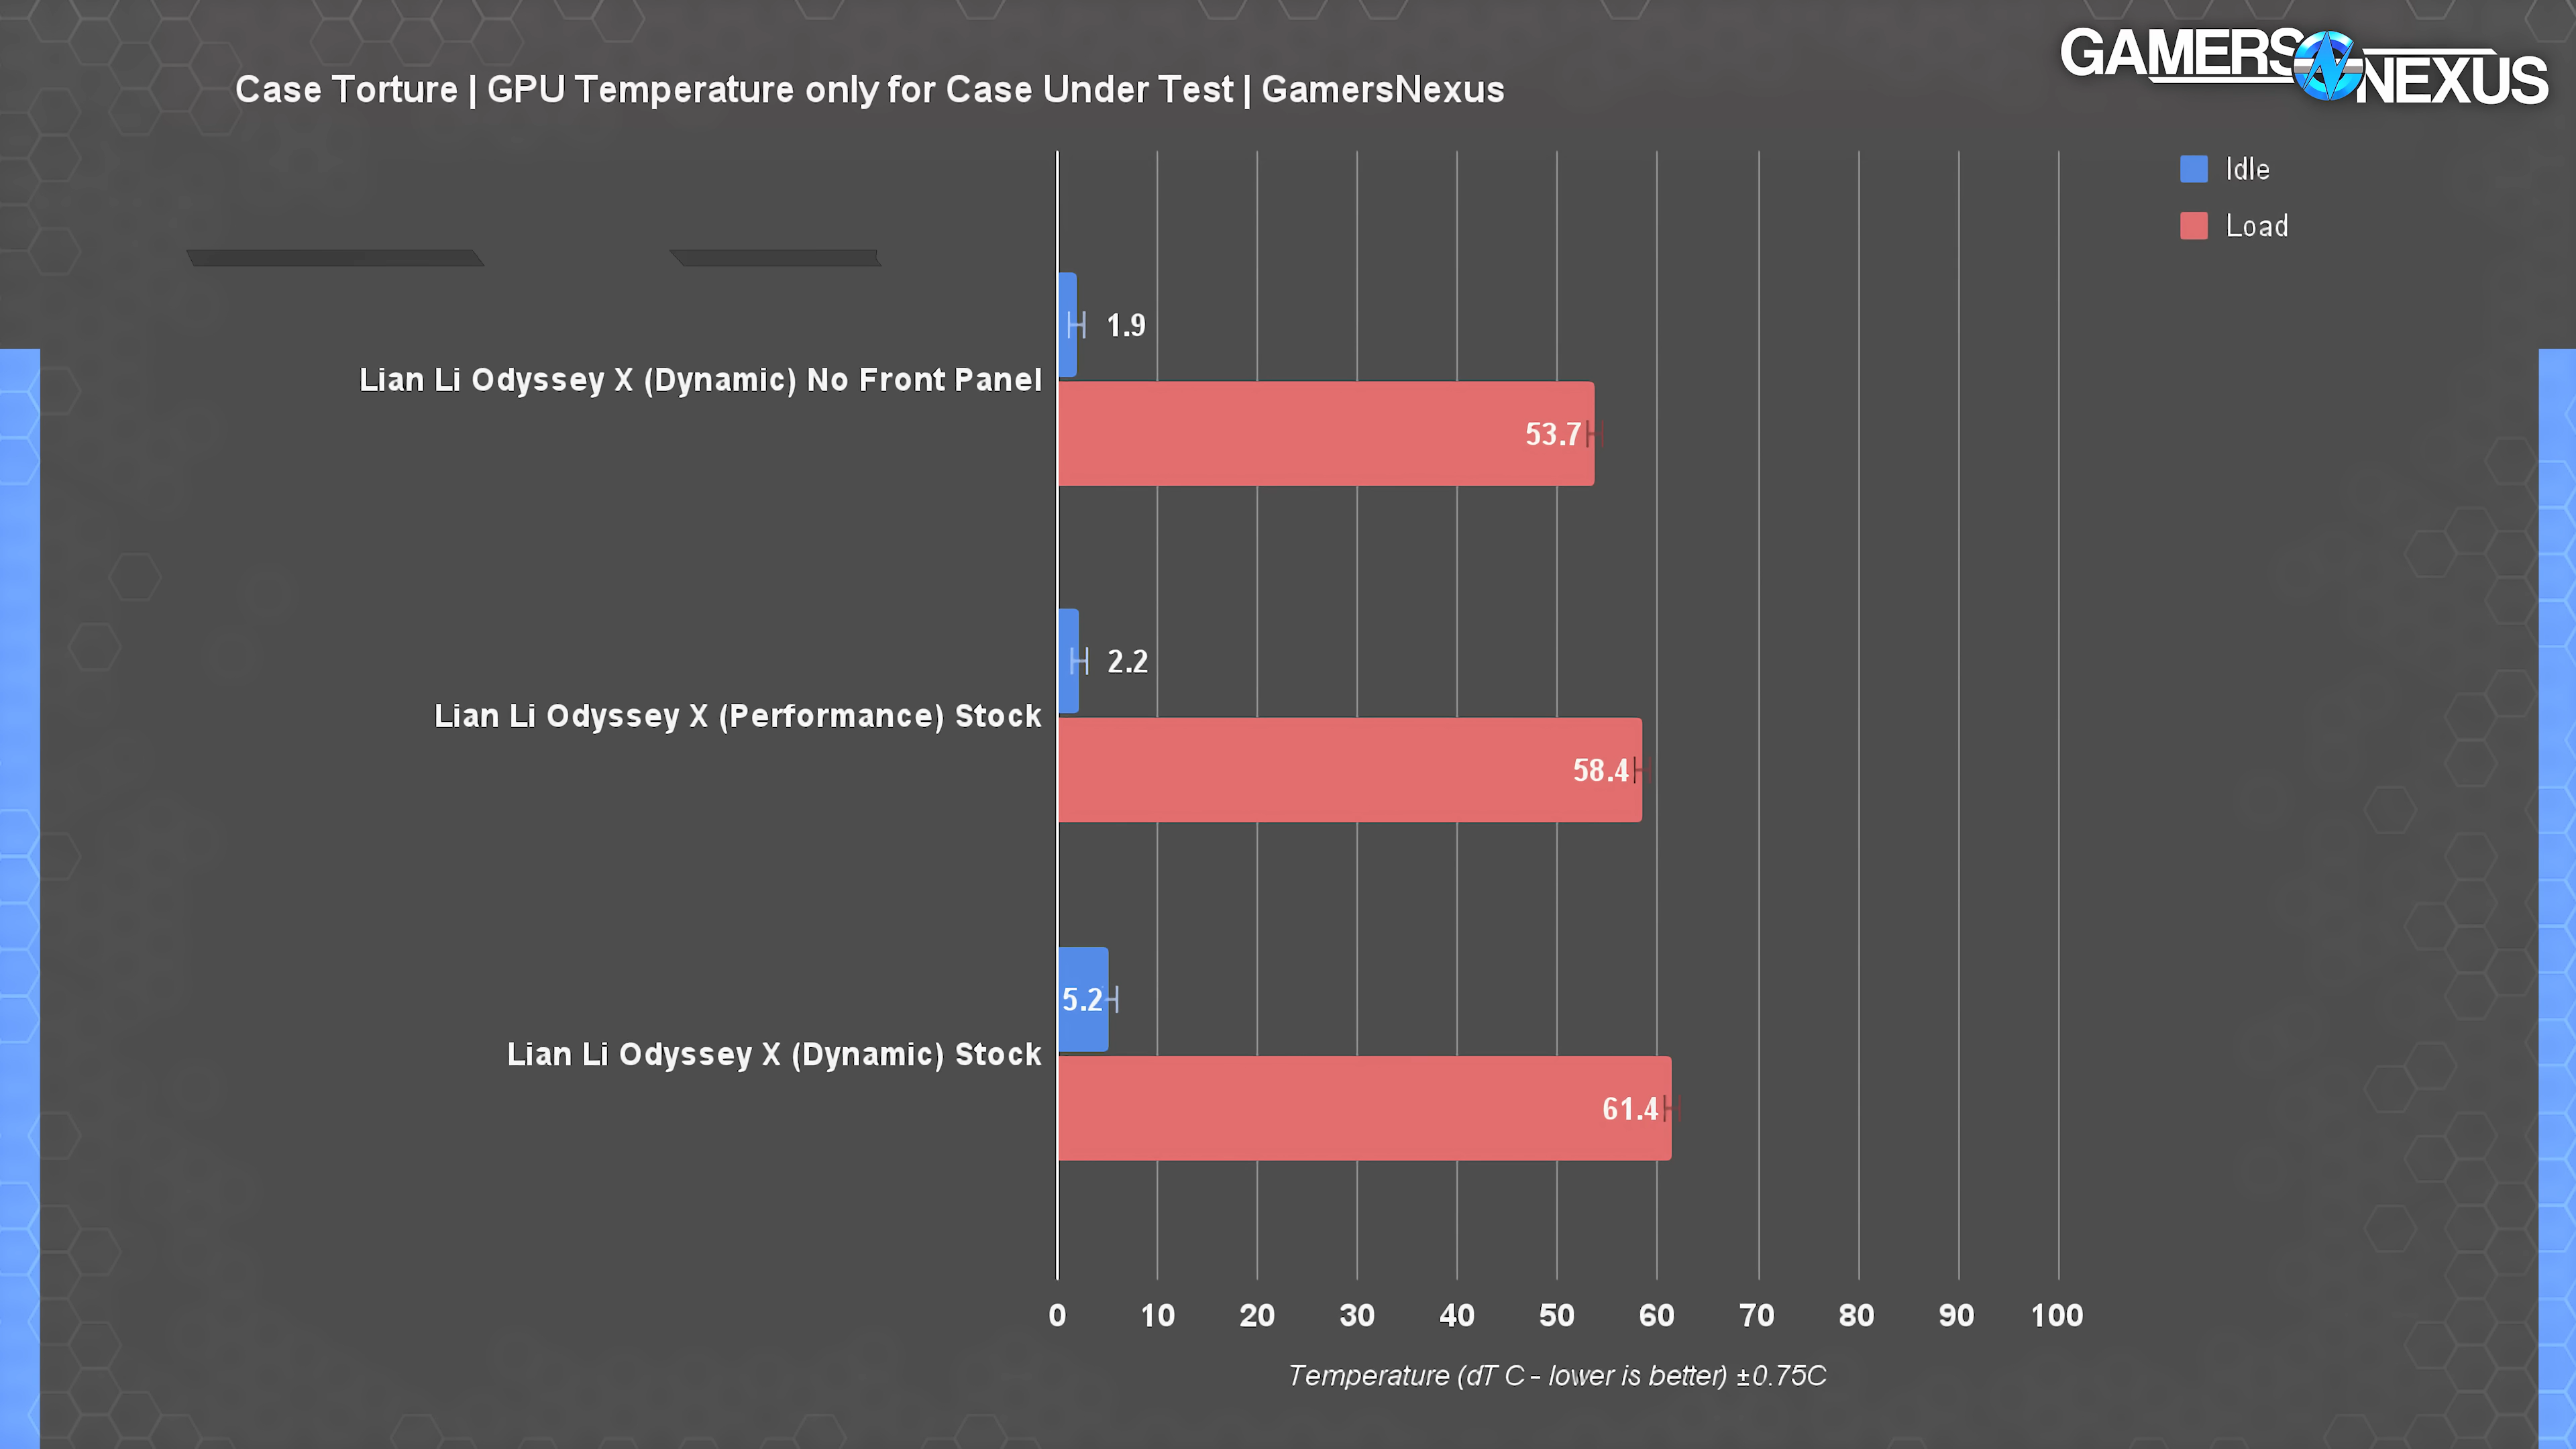 GAMERS NEXUS
Case Torture | GPU Temperature only for Case Under Test | GamersNexus
Idle
Load
Lian Li Odyssey X (Dynamic) No Front Panel
1.9
53.7
Lian Li Odyssey X (Performance) Stock
2.2
58.4
Lian Li Odyssey X (Dynamic) Stock
5.2
61.4
0 10 20 30 40 50 60 70 80 90 100
Temperature (dT C - lower is better) ±0.75C